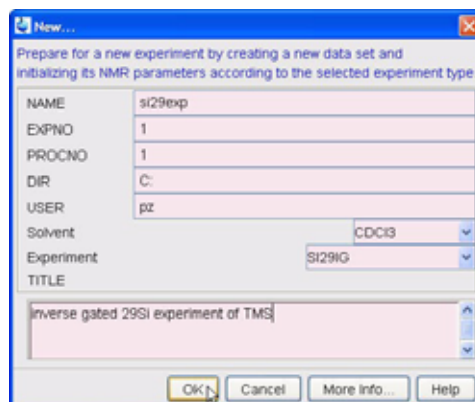 New...
Prepare for a new experiment by creating a new data set and
initializing its NMR parameters according to the selected experiment type
NAME si29exp
EXPNO 1
PROCNO 1
DIR C:
USER pz
Solvent CDCl3
Experiment SI29IG
TITLE
inverse gated 29Si experiment of TMS
OK Cancel More Info... Help